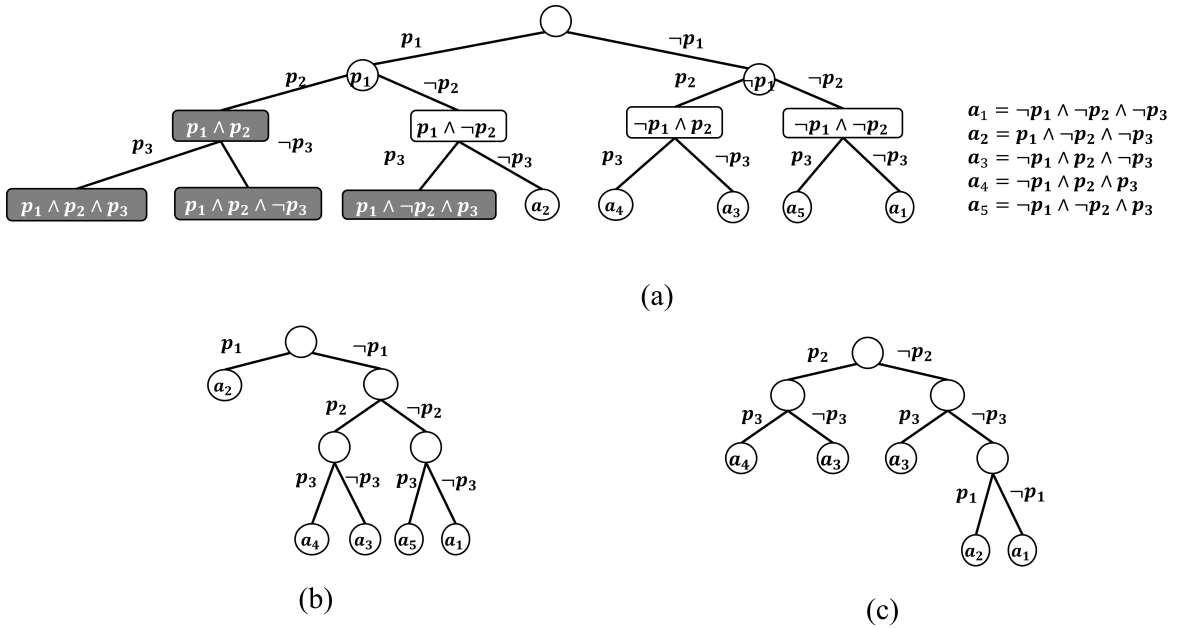 p₁ ¬p₁
p₂ p₁ ¬p₂ p₂ ¬p₁ ¬p₂
p₁ ∧ p₂ p₁ ∧ ¬p₂ ¬p₁ ∧ p₂ ¬p₁ ∧ ¬p₂
p₃ ¬p₃ p₃ ¬p₃ p₃ ¬p₃ p₃ ¬p₃
p₁ ∧ p₂ ∧ p₃ p₁ ∧ p₂ ∧ ¬p₃ p₁ ∧ ¬p₂ ∧ p₃ a₂ a₄ a₃ a₅ a₁
a₁ = ¬p₁ ∧ ¬p₂ ∧ ¬p₃
a₂ = p₁ ∧ ¬p₂ ∧ ¬p₃
a₃ = ¬p₁ ∧ p₂ ∧ ¬p₃
a₄ = ¬p₁ ∧ p₂ ∧ p₃
a₅ = ¬p₁ ∧ ¬p₂ ∧ p₃
(a)
p₁ ¬p₁
a₂
p₂ ¬p₂
p₃ ¬p₃ p₃ ¬p₃
a₄ a₃ a₅ a₁
(b)
p₂ ¬p₂
p₃ ¬p₃ p₃ ¬p₃
a₄ a₃ a₃
p₁ ¬p₁
a₂ a₁
(c)